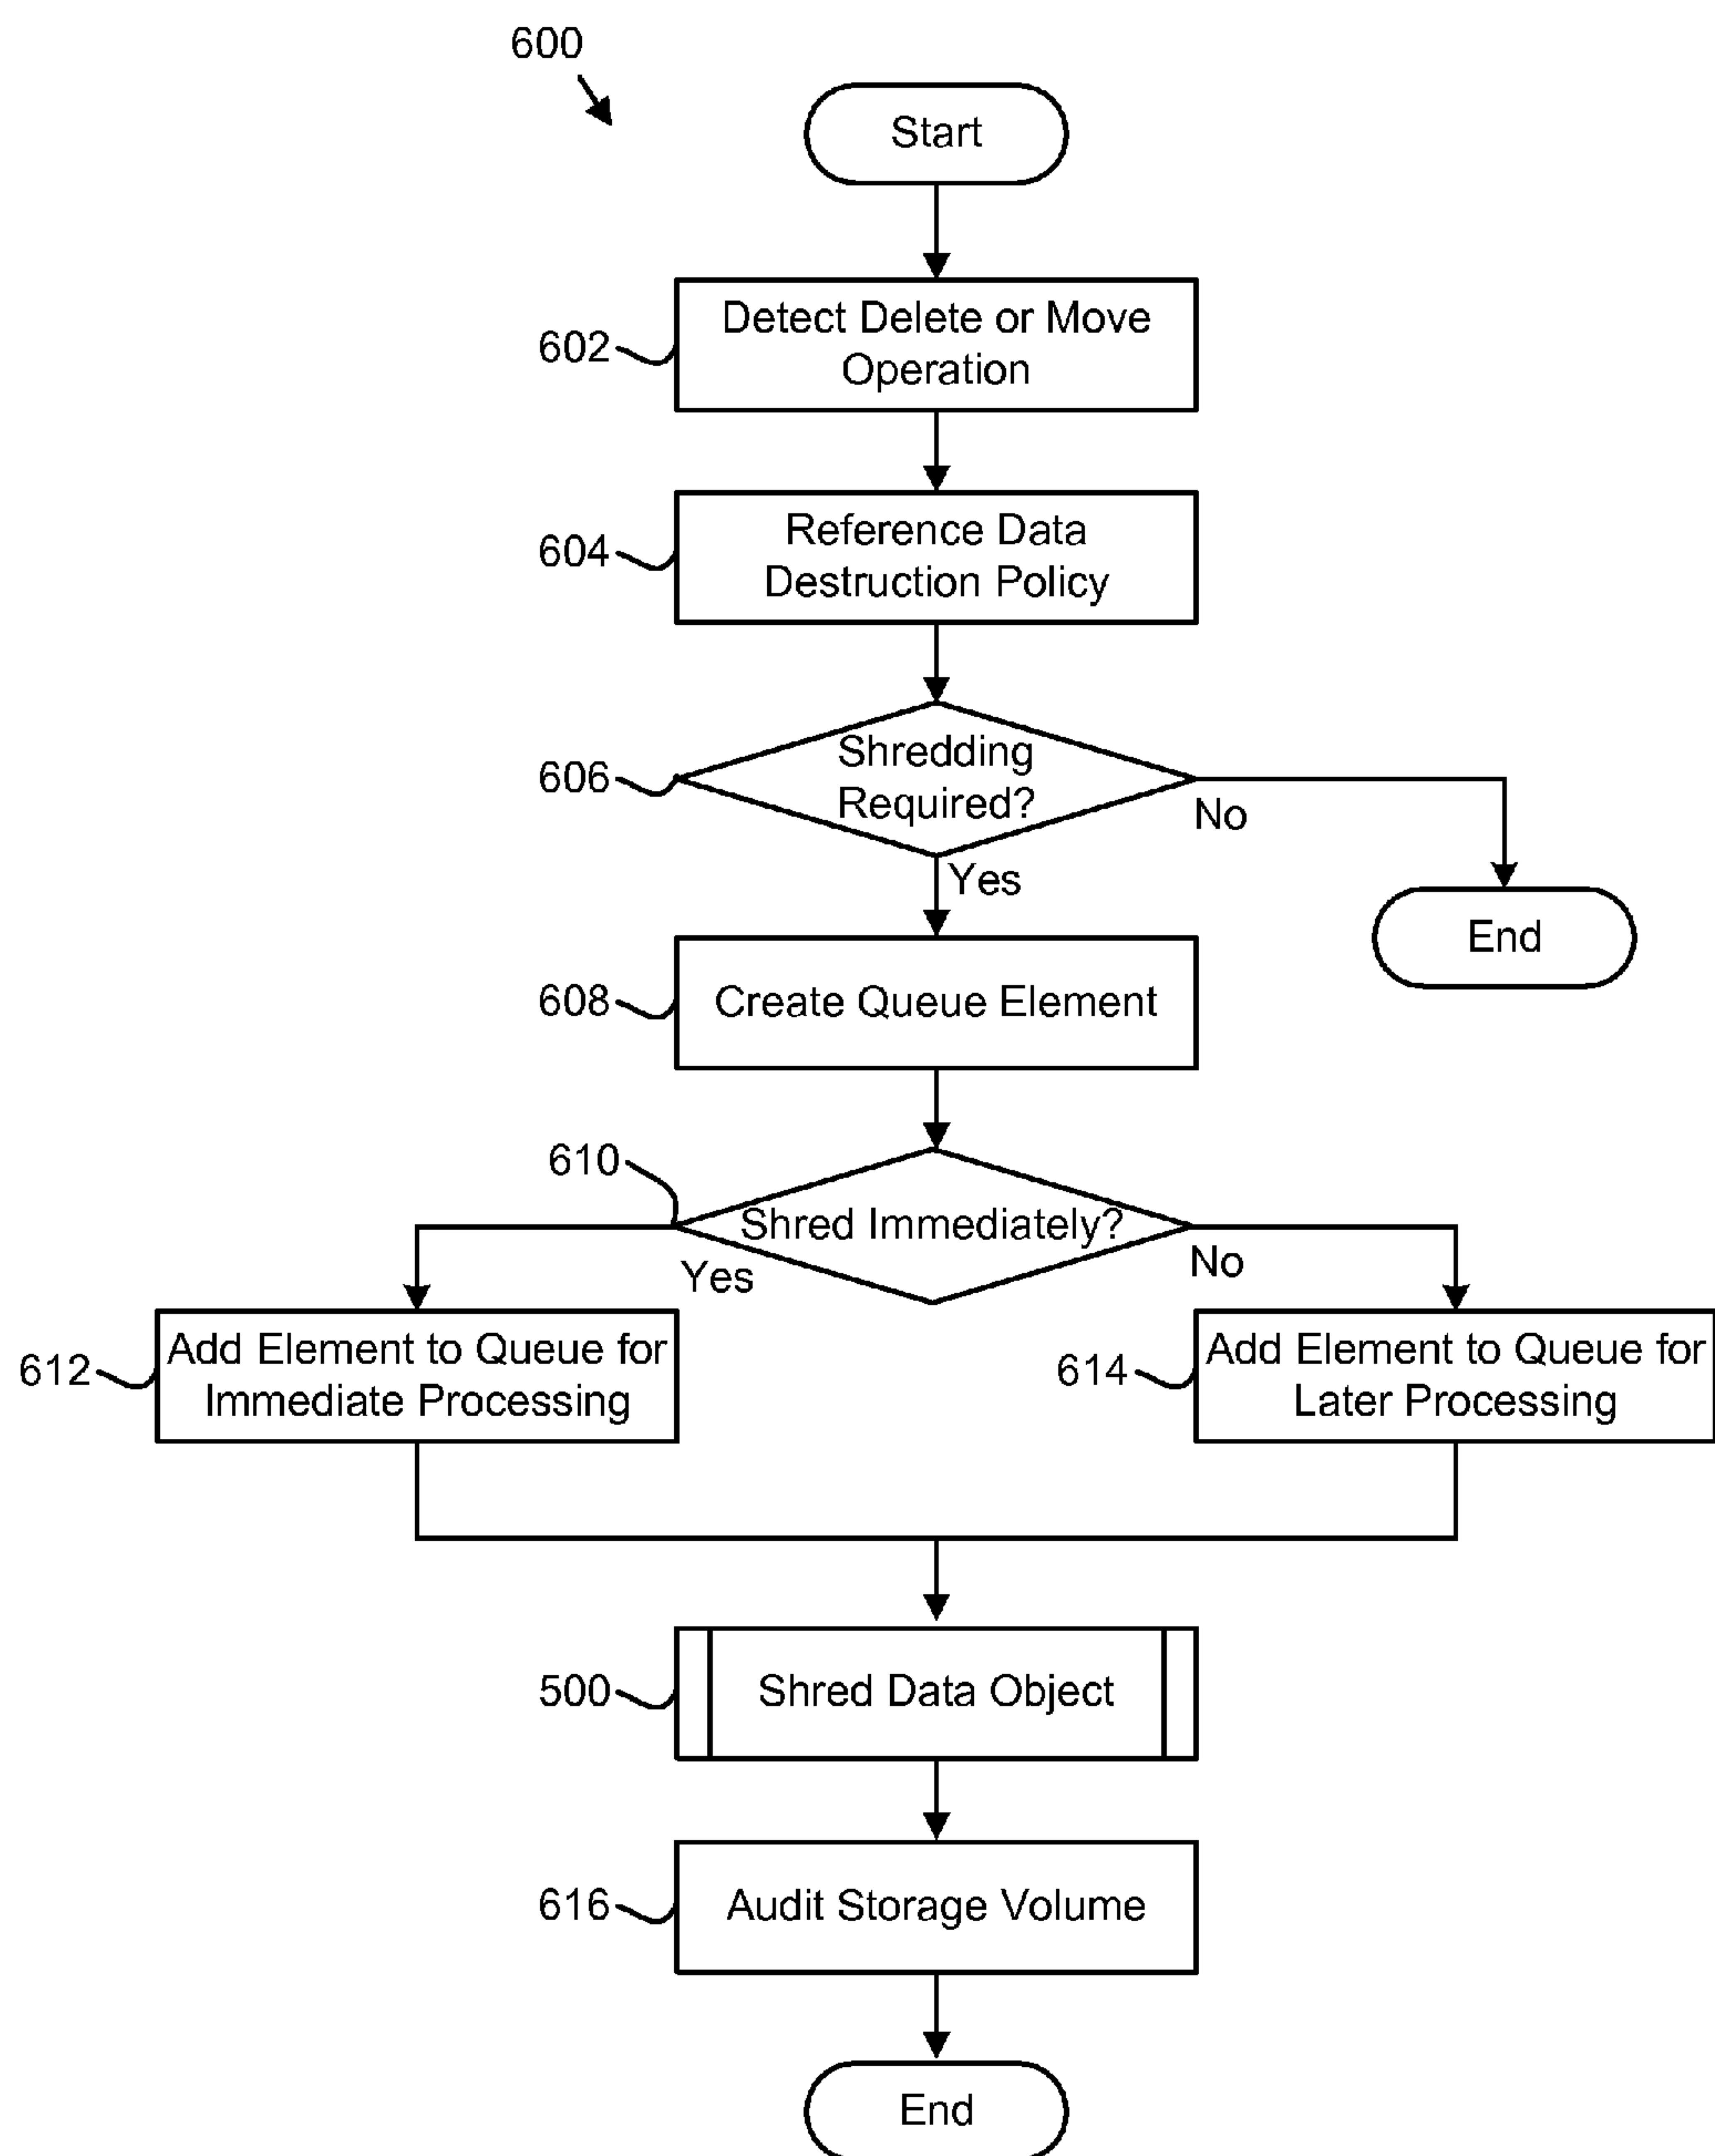 600
Start
602
Detect Delete or Move
Operation
604
Reference Data
Destruction Policy
606
Shredding
Required?
No
Yes
End
608
Create Queue Element
610
Shred Immediately?
Yes
No
612
Add Element to Queue for
Immediate Processing
614
Add Element to Queue for
Later Processing
500
Shred Data Object
616
Audit Storage Volume
End